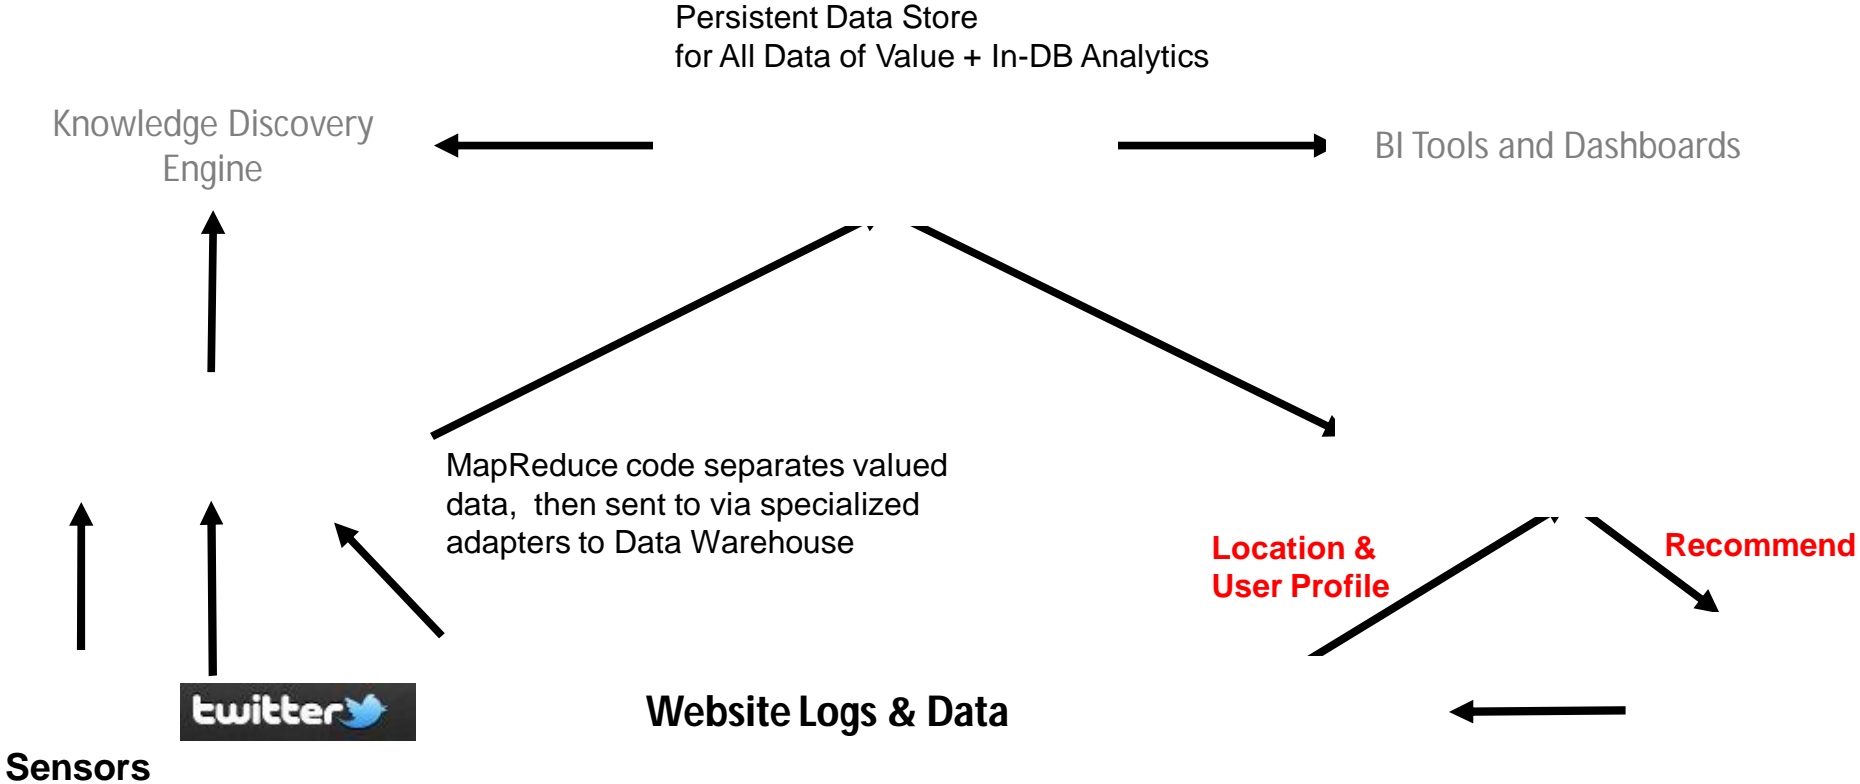 Persistent Data Store
for All Data of Value + In-DB Analytics
Knowledge Discovery
Engine
BI Tools and Dashboards
MapReduce code separates valued
data, then sent to via specialized
adapters to Data Warehouse
Location &
User Profile
Recommend
twitter
Website Logs & Data
Sensors